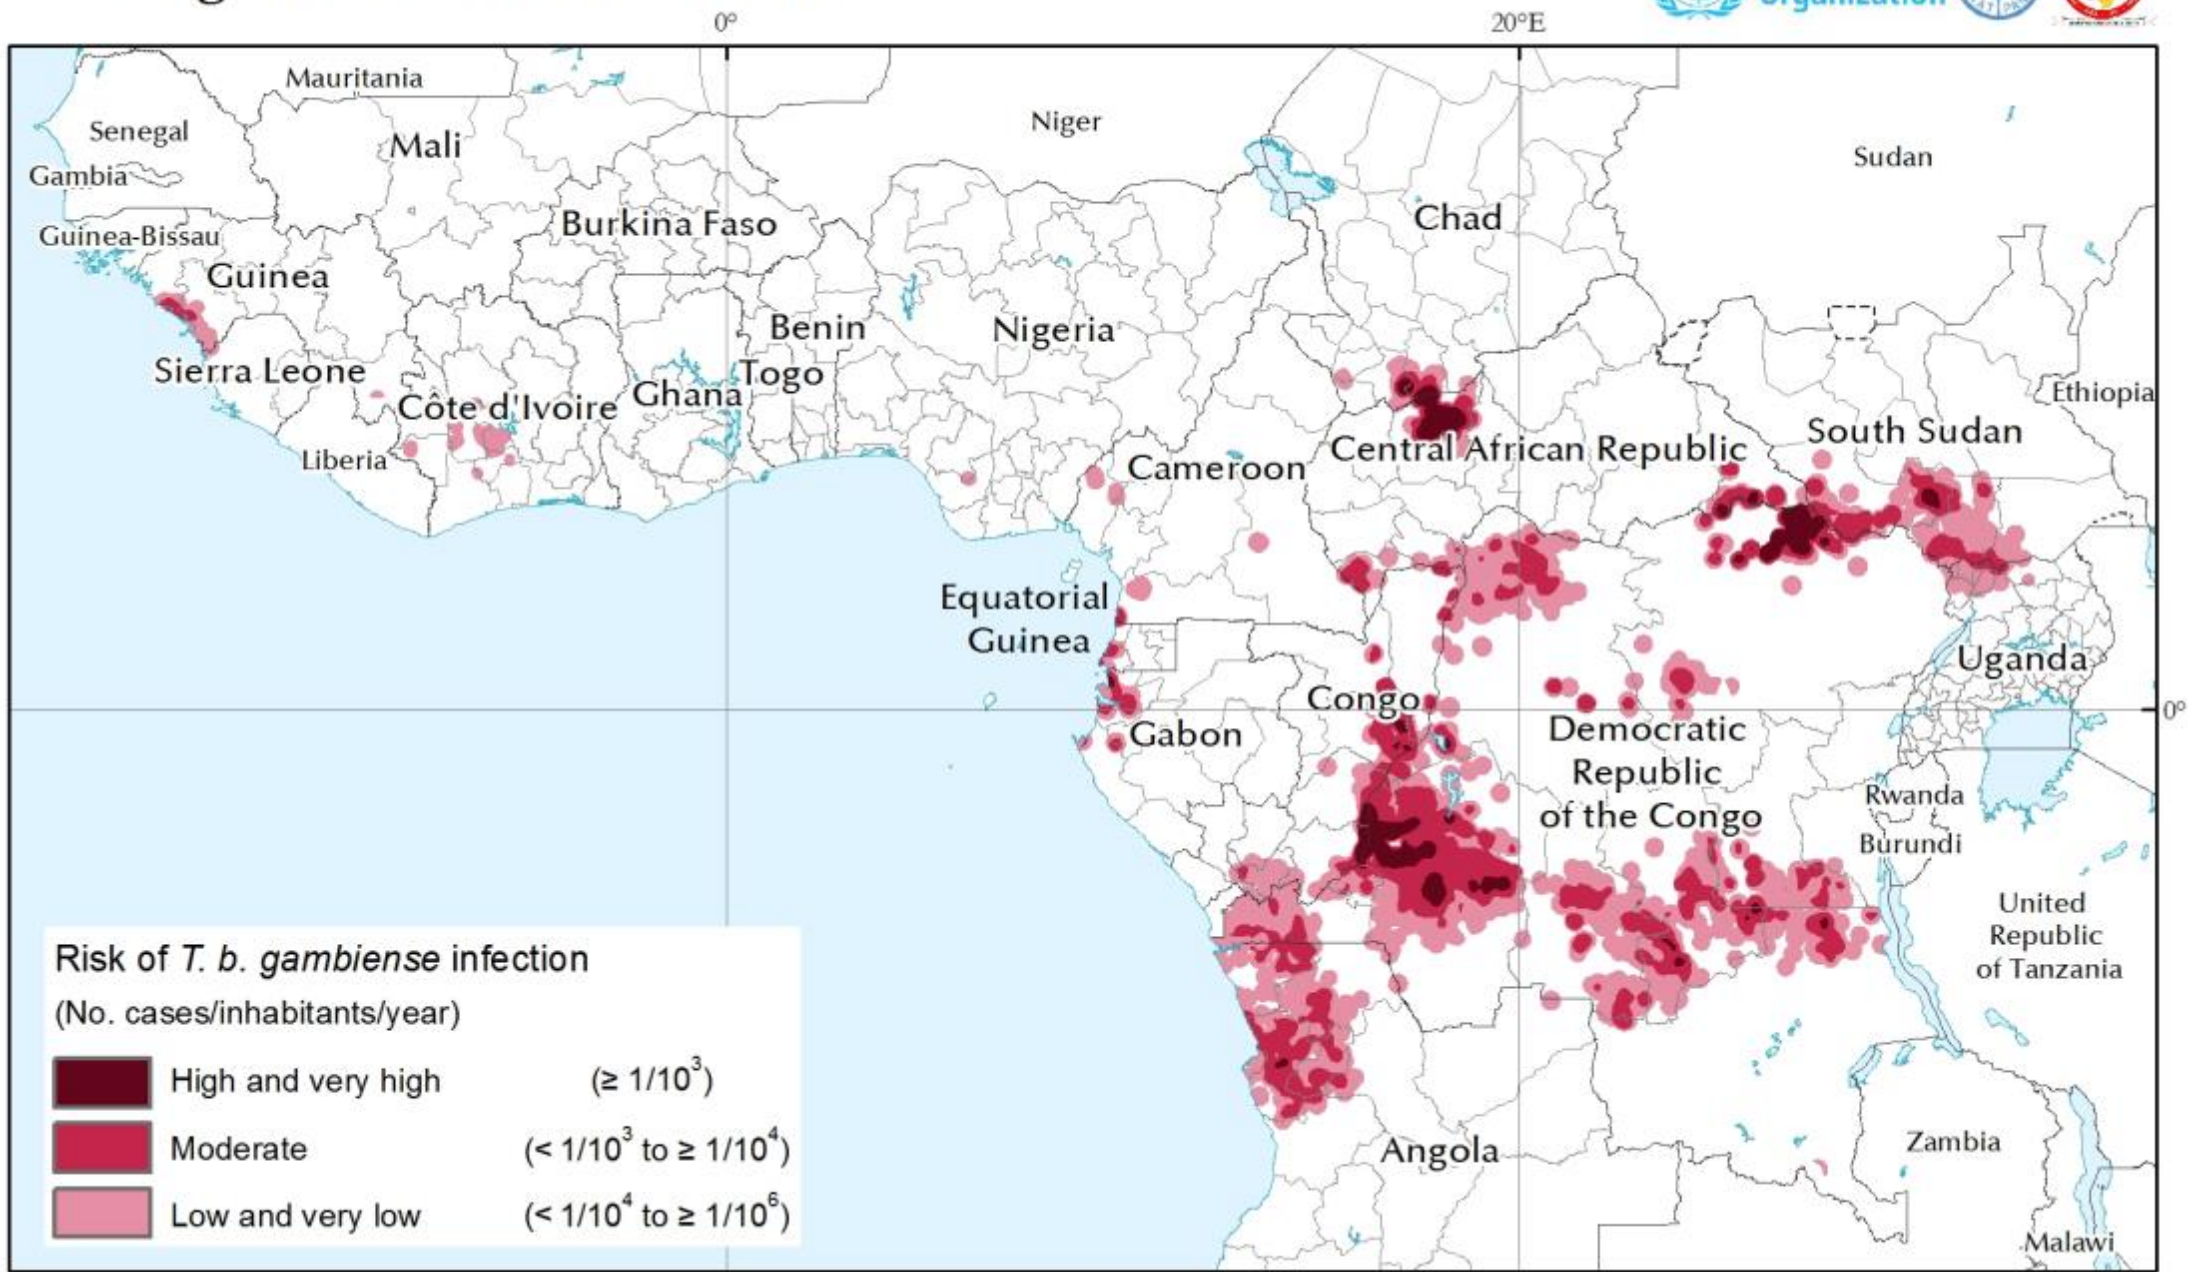 Organization
0°
20°E
Mauritania
Senegal
Mali
Niger
Sudan
Gambia
Chad
Burkina Faso
Guinea-Bissau
Guinea
Benin
Nigeria
Sierra Leone
Togo
Ghana
Ethiopia
Côte d'Ivoire
South Sudan
Central African Republic
Liberia
Cameroon
Equatorial
Guinea
Uganda
Congo
0°
Gabon
Democratic
Republic
of the Congo
Rwanda
Burundi
United
Republic
of Tanzania
Angola
Zambia
Malawi
Risk of T. b. gambiense infection
(No. cases/inhabitants/year)
High and very high (≥ 1/10³)
Moderate (< 1/10³ to ≥ 1/10⁴)
Low and very low (< 1/10⁴ to ≥ 1/10⁶)